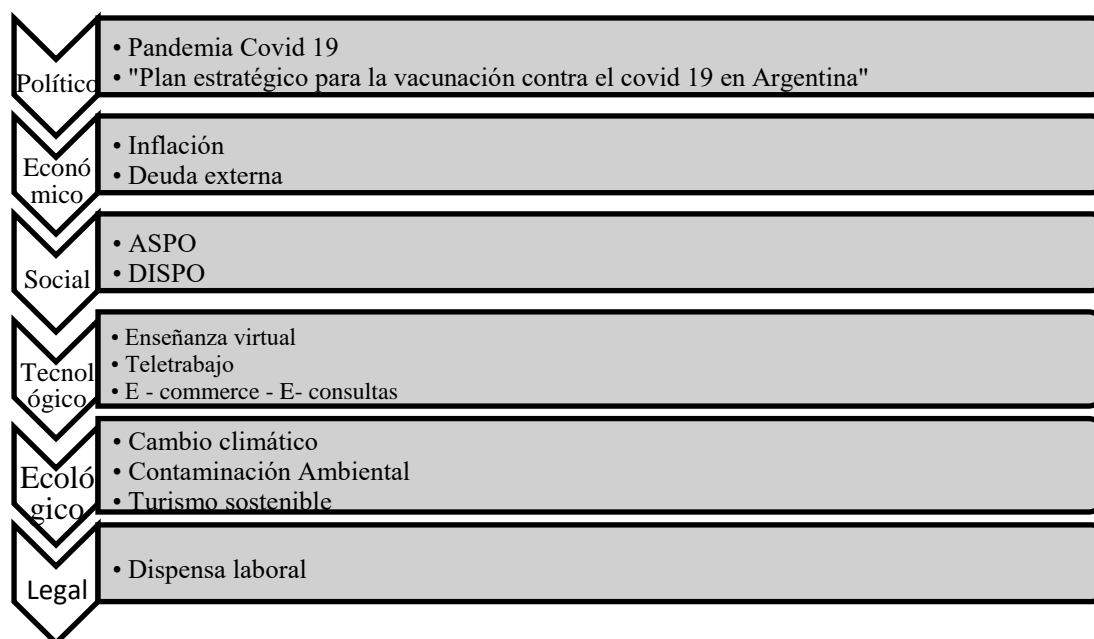 Político
• Pandemia Covid 19
• "Plan estratégico para la vacunación contra el covid 19 en Argentina"
Econó
mico
• Inflación
• Deuda externa
Social
• ASPO
• DISPO
Tecnol
ógico
• Enseñanza virtual
• Teletrabajo
• E - commerce - E- consultas
Ecoló
gico
• Cambio climático
• Contaminación Ambiental
• Turismo sostenible
Legal
• Dispensa laboral